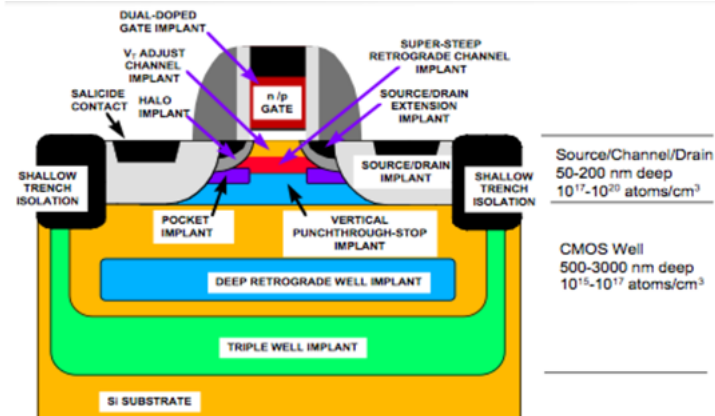 DUAL-DOPED
GATE IMPLANT
V_T ADJUST
CHANNEL
IMPLANT
SUPER-STEEP
RETROGRADE CHANNEL
IMPLANT
SALICIDE
CONTACT
HALO
IMPLANT
n /p
GATE
SOURCE/DRAIN
EXTENSION
IMPLANT
SHALLOW
TRENCH
ISOLATION
SOURCE/DRAIN
IMPLANT
SHALLOW
TRENCH
ISOLATION
Source/Channel/Drain
50-200 nm deep
10¹⁷-10²⁰ atoms/cm³
POCKET
IMPLANT
VERTICAL
PUNCHTHROUGH-STOP
IMPLANT
CMOS Well
500-3000 nm deep
10¹⁵-10¹⁷ atoms/cm³
DEEP RETROGRADE WELL IMPLANT
TRIPLE WELL IMPLANT
Si SUBSTRATE